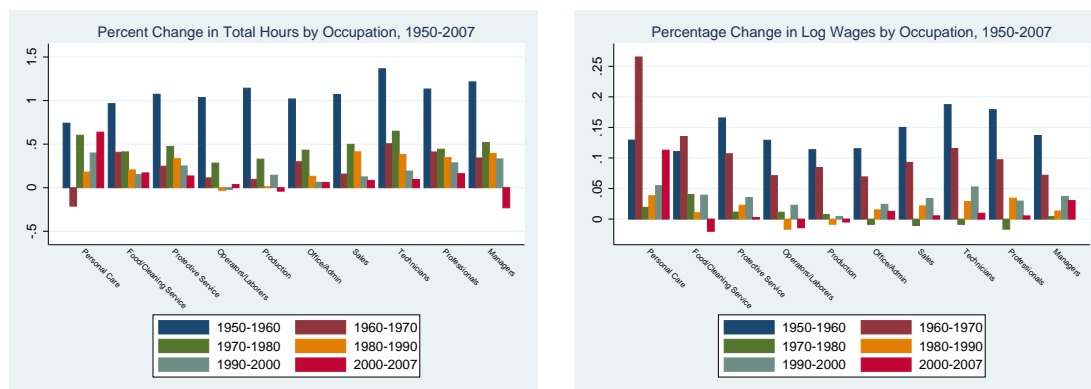 Percent Change in Total Hours by Occupation, 1950-2007
1.5
1
.5
0
-.5
Personal Care
Food/Cleaning Service
Protective Service
Operators/Laborers
Production
Office/Admin
Sales
Technicians
Professionals
Managers
1950-1960
1960-1970
1970-1980
1980-1990
1990-2000
2000-2007
Percentage Change in Log Wages by Occupation, 1950-2007
.25
.2
.15
.1
.05
0
Personal Care
Food/Cleaning Service
Protective Service
Operators/Laborers
Production
Office/Admin
Sales
Technicians
Professionals
Managers
1950-1960
1960-1970
1970-1980
1980-1990
1990-2000
2000-2007